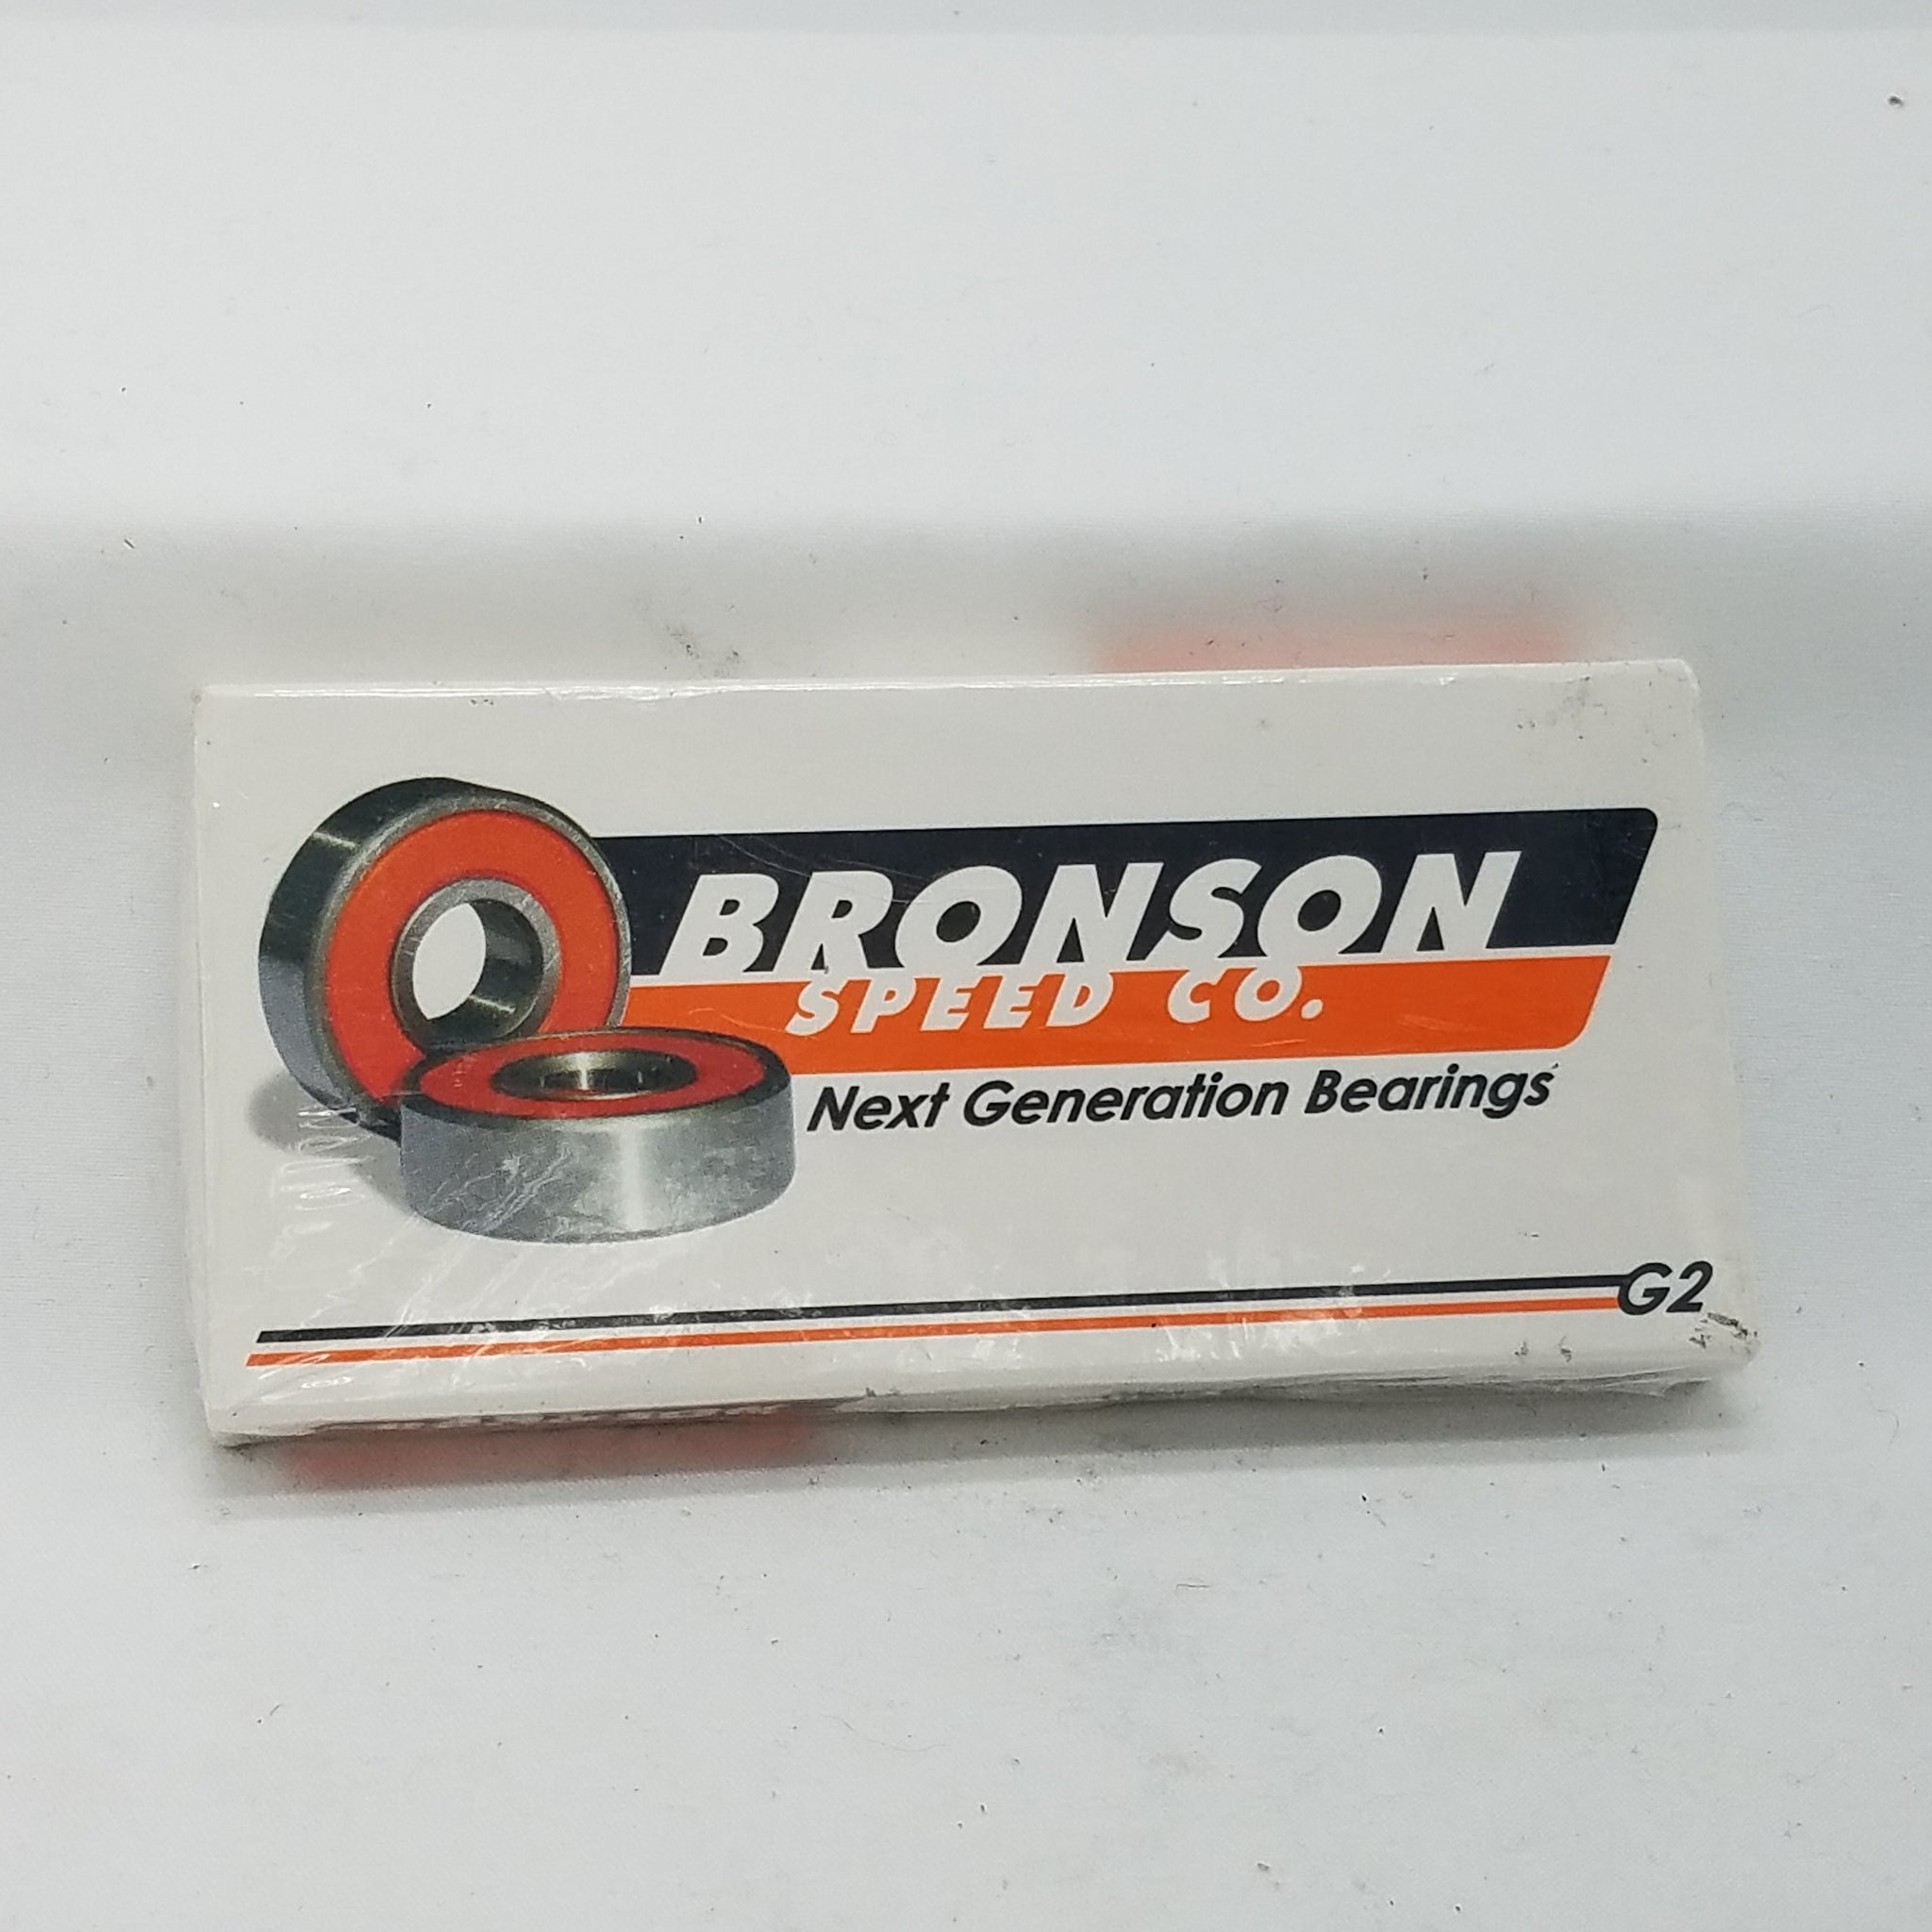 BRONSON
SPEED CO.
Next Generation Bearings
G2